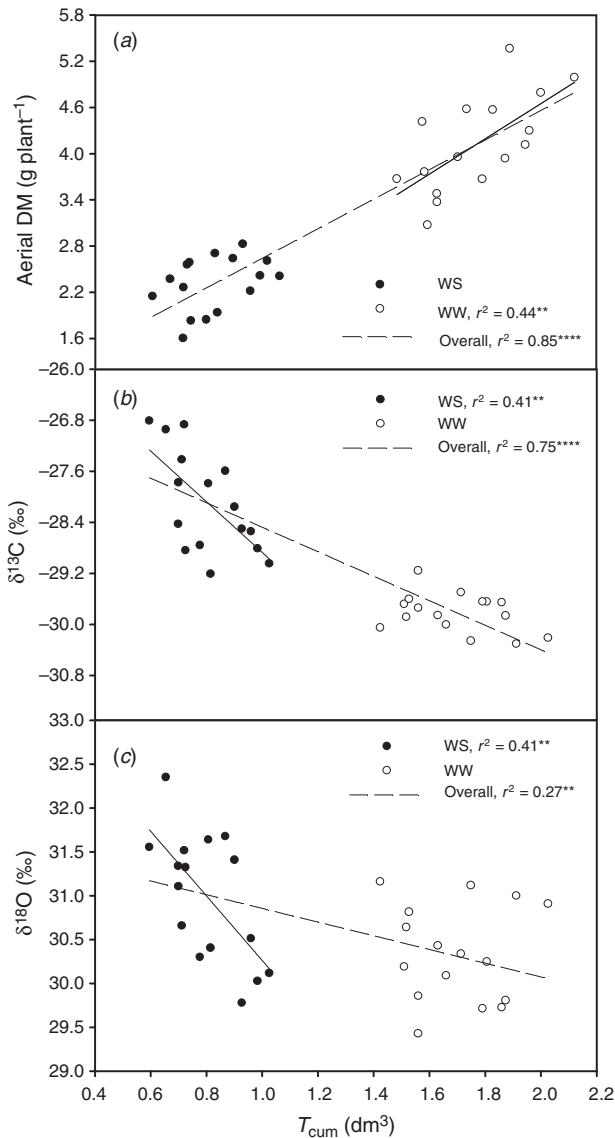 5.8
(a)
5.2
4.6
4.0
3.4
2.8
2.2
1.6
Aerial DM (g plant⁻¹)
WS
WW, r² = 0.44**
Overall, r² = 0.85****
–26.0
(b)
–26.8
–27.6
–28.4
–29.2
–30.0
–30.8
δ¹³C (‰)
WS, r² = 0.41**
WW
Overall, r² = 0.75****
33.0
(c)
32.5
32.0
31.5
31.0
30.5
30.0
29.5
29.0
δ¹⁸O (‰)
WS, r² = 0.41**
WW
Overall, r² = 0.27**
0.4 0.6 0.8 1.0 1.2 1.4 1.6 1.8 2.0 2.2
T_cum (dm³)